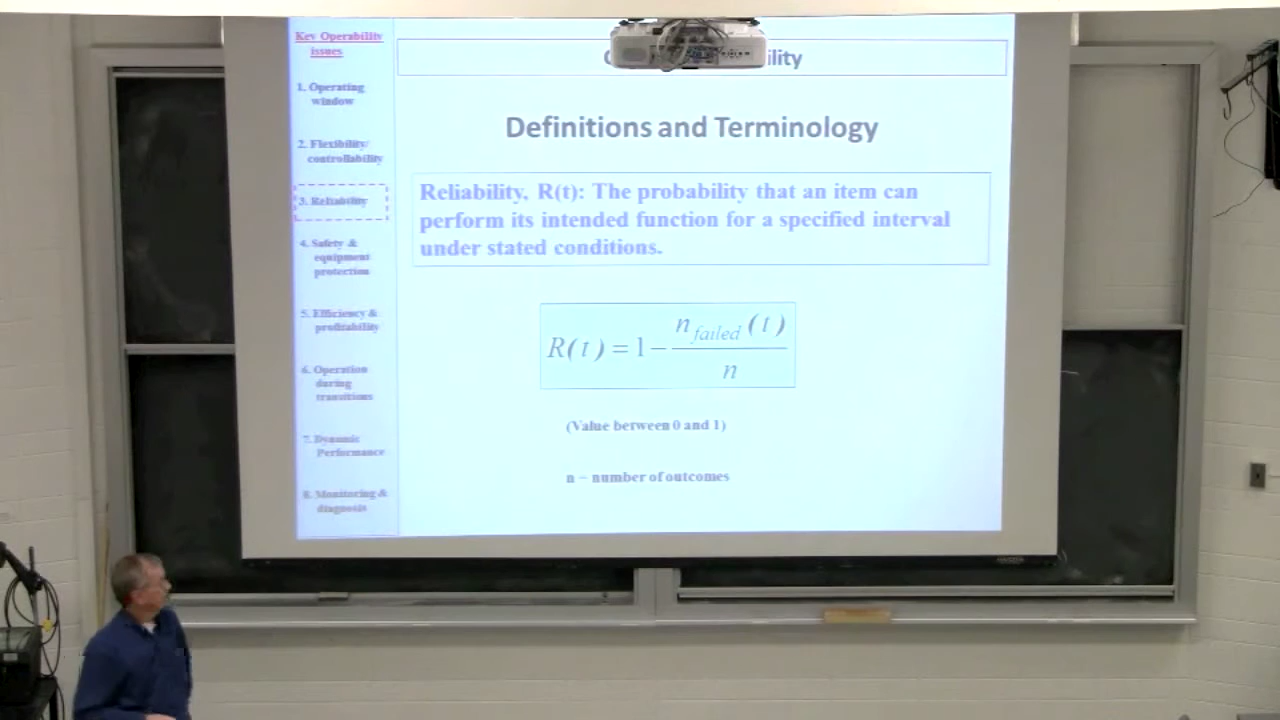 Key Operability
issues
1. Operating
window
2. Flexibility/
controllability
3. Reliability
4. Safety &
equipment
protection
5. Efficiency &
profitability
6. Operation
during
transitions
7. Dynamic
Performance
8. Monitoring &
diagnosis
Definitions and Terminology
Reliability, R(t): The probability that an item can
perform its intended function for a specified interval
under stated conditions.
R(t) = 1 − n_failed (t) / n
(Value between 0 and 1)
n = number of outcomes